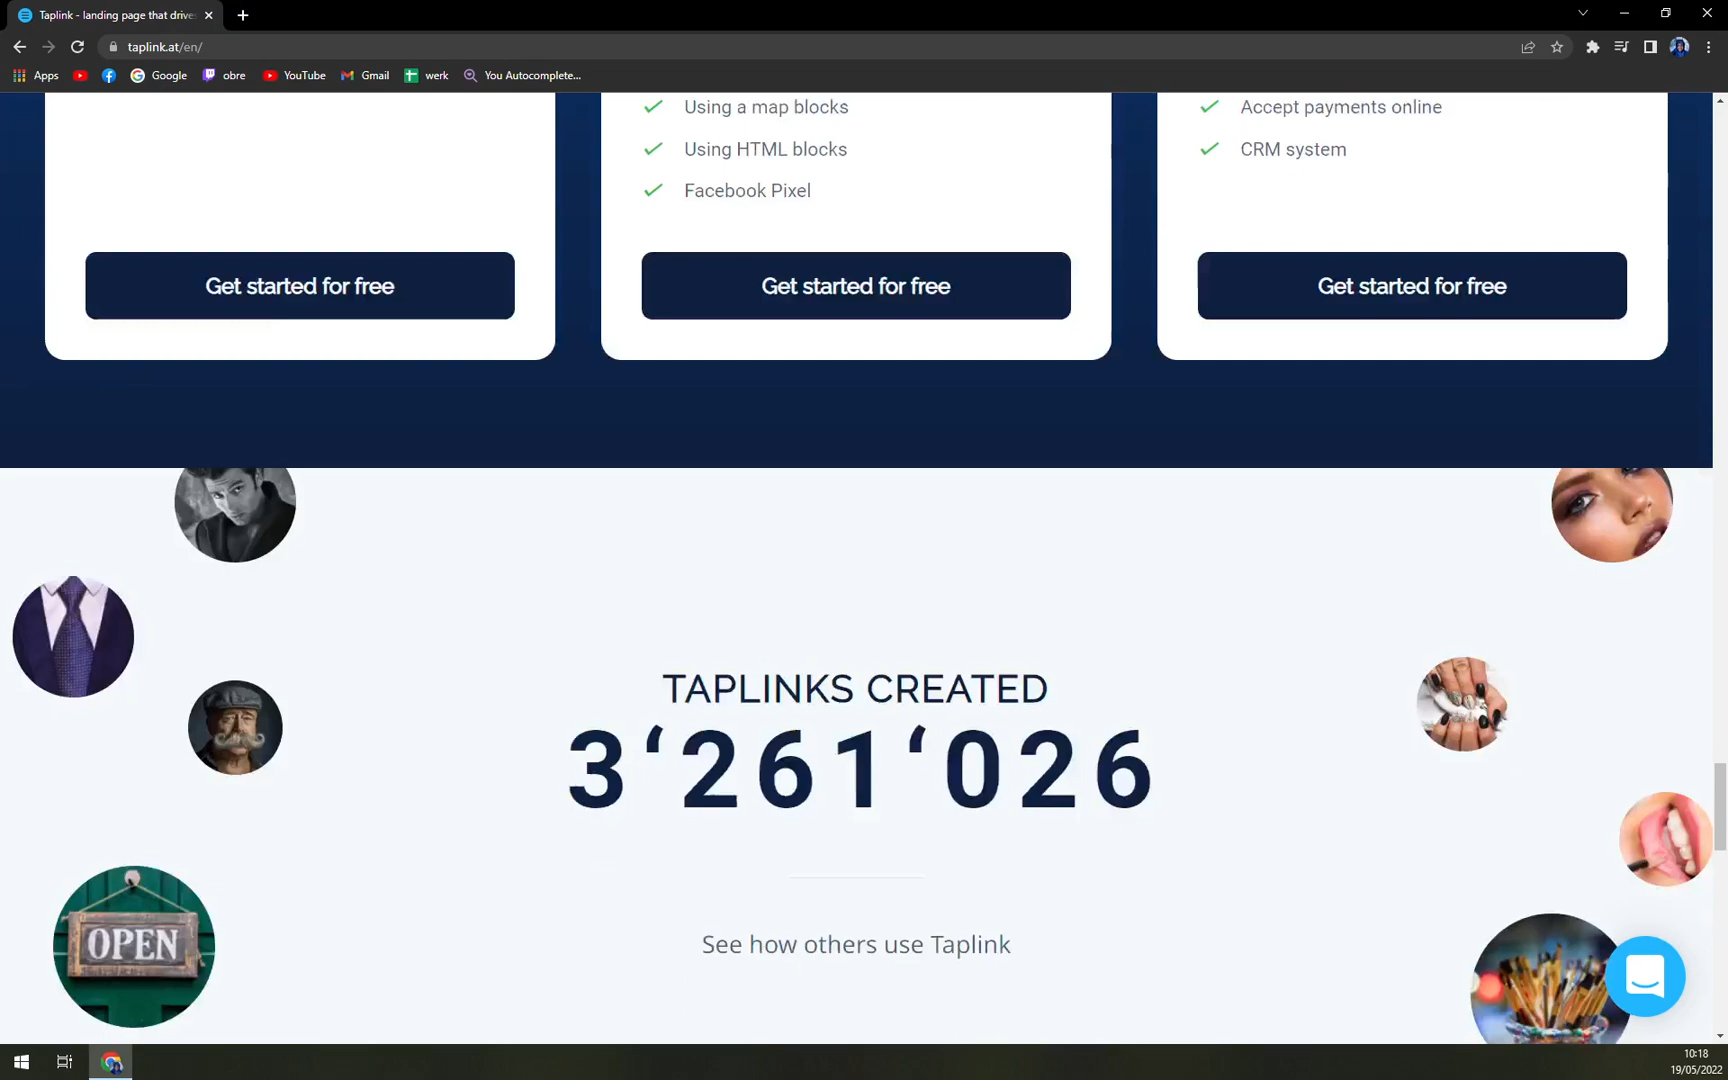 Taplink - landing page that drives
taplink.at/en/
Apps
Google
obre
YouTube
Gmail
werk
You Autocomplete...
Using a map blocks
Using HTML blocks
Facebook Pixel
Accept payments online
CRM system
Get started for free
Get started for free
Get started for free
TAPLINKS CREATED
3‘261‘026
OPEN
See how others use Taplink
10:18
19/05/2022